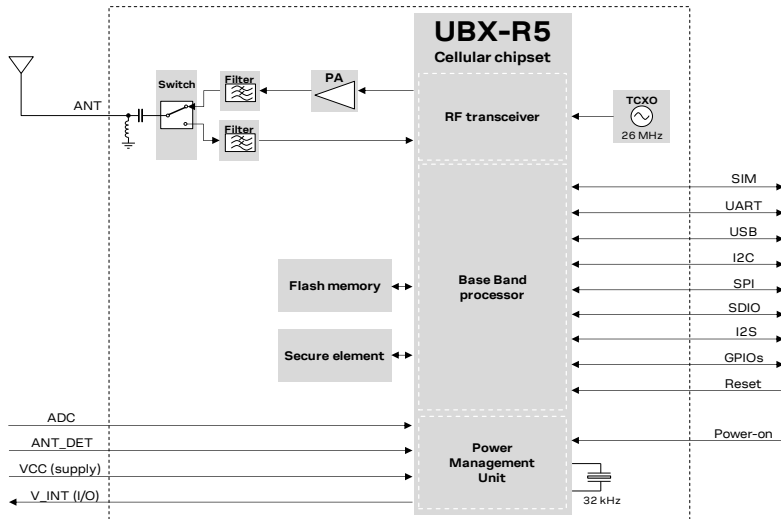 UBX-R5
Cellular chipset
Switch
Filter
PA
ANT
Filter
RF transceiver
TCXO
26 MHz
SIM
UART
USB
I2C
SPI
SDIO
I2S
GPIOs
Reset
Flash memory
Base Band
processor
Secure element
ADC
ANT_DET
VCC (supply)
V_INT (I/O)
Power
Management
Unit
Power-on
32 kHz